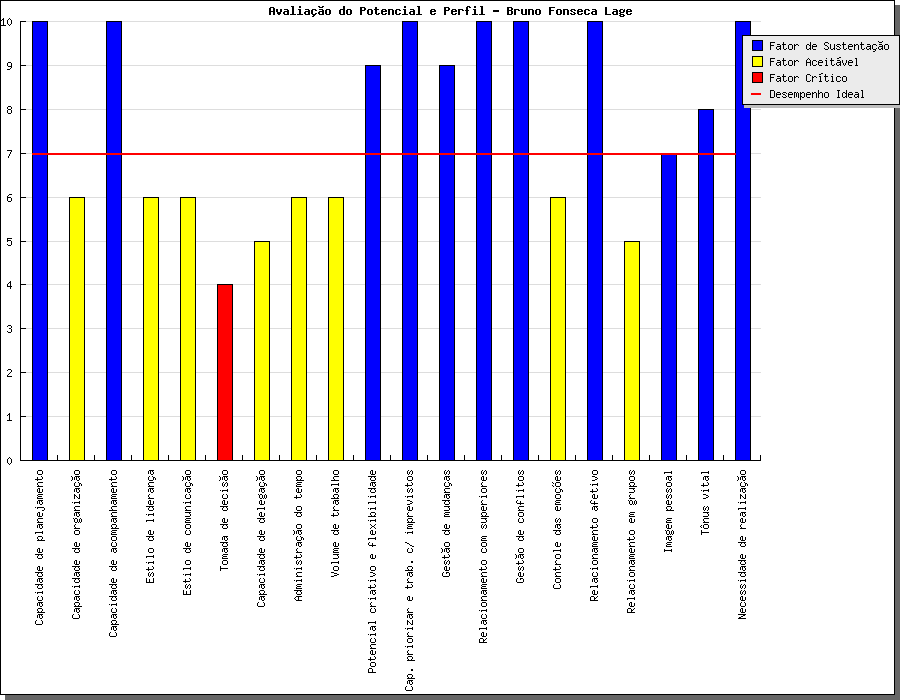 Avaliação do Potencial e Perfil - Bruno Fonseca Lage
Fator de Sustentação
Fator Aceitável
Fator Crítico
Desempenho Ideal
10
9
8
7
6
5
4
3
2
1
0
Capacidade de planejamento
Capacidade de organização
Capacidade de acompanhamento
Estilo de liderança
Estilo de comunicação
Tomada de decisão
Capacidade de delegação
Administração do tempo
Volume de trabalho
Potencial criativo e flexibilidade
Cap. priorizar e trab. c/ imprevistos
Gestão de mudanças
Relacionamento com superiores
Gestão de conflitos
Controle das emoções
Relacionamento afetivo
Relacionamento em grupos
Imagem pessoal
Tônus vital
Necessidade de realização